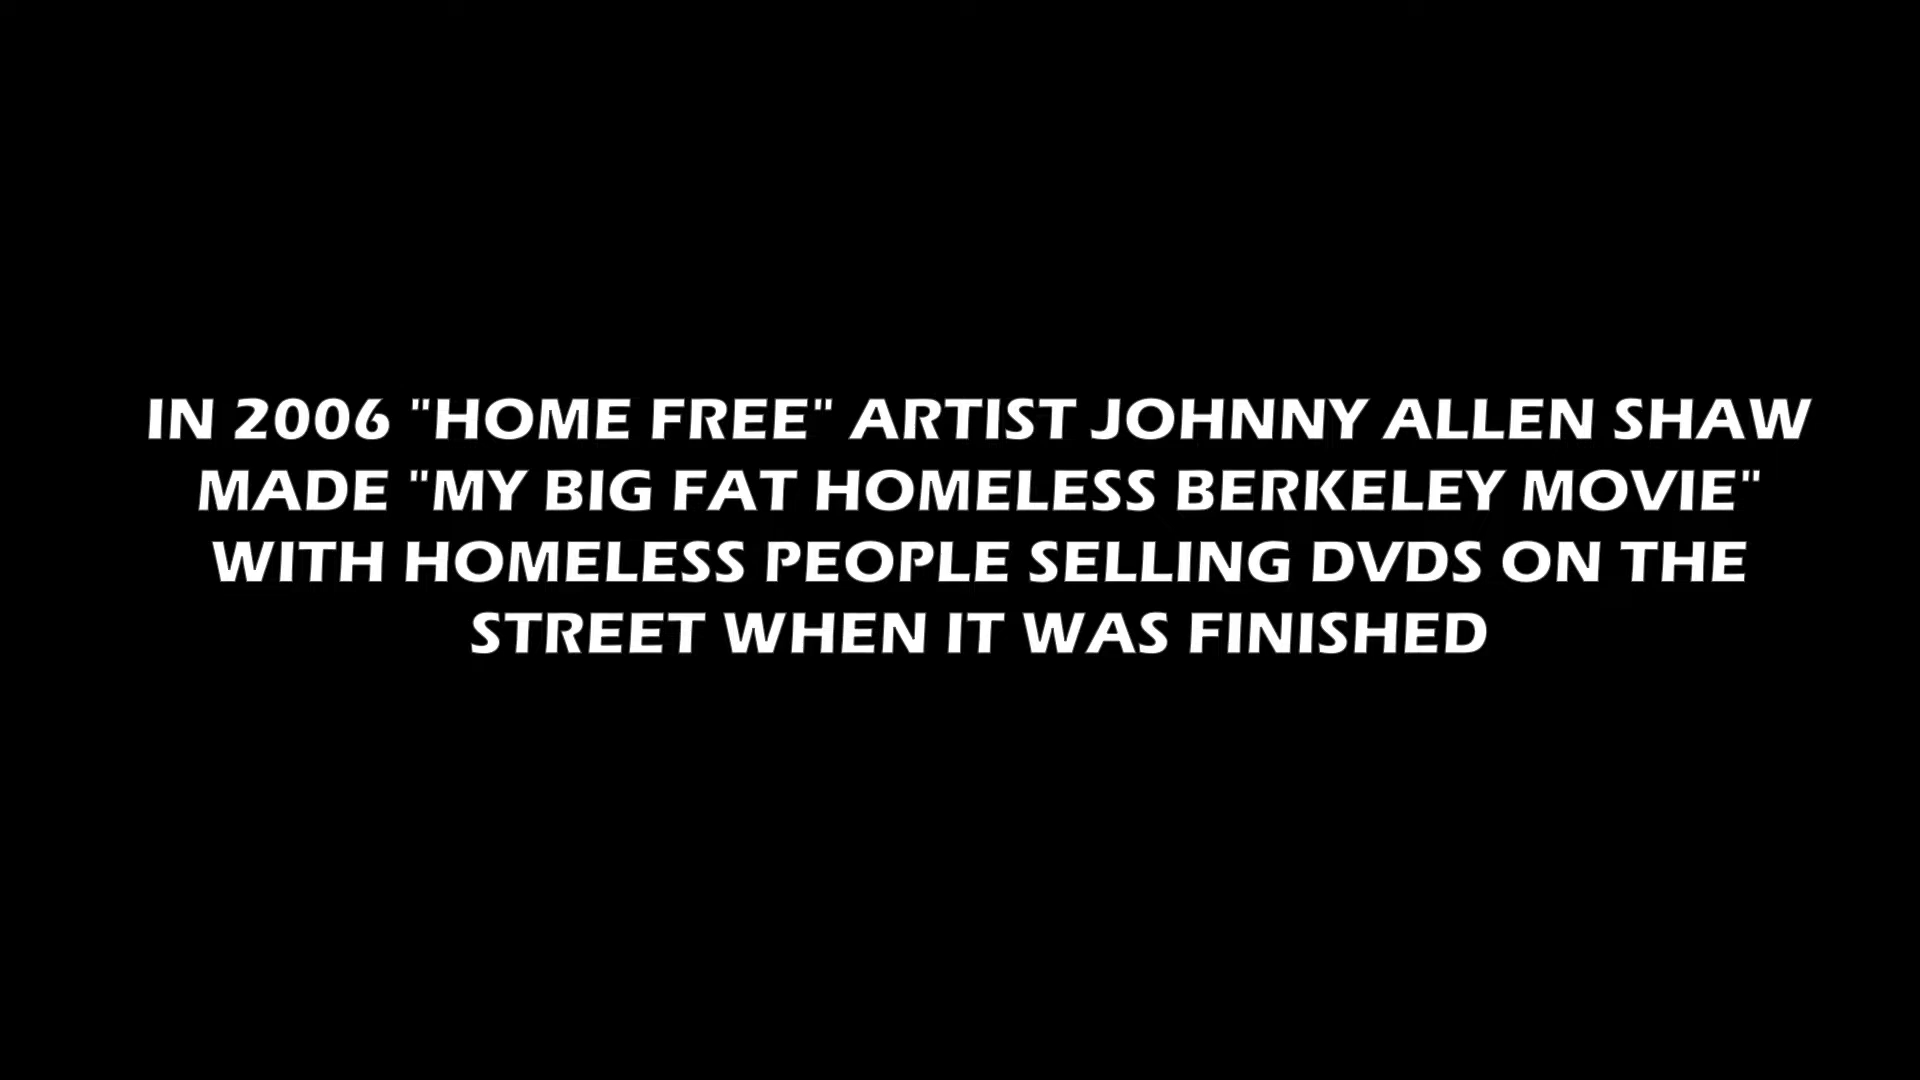 IN 2006 "HOME FREE" ARTIST JOHNNY ALLEN SHAW
MADE "MY BIG FAT HOMELESS BERKELEY MOVIE"
WITH HOMELESS PEOPLE SELLING DVDS ON THE
STREET WHEN IT WAS FINISHED